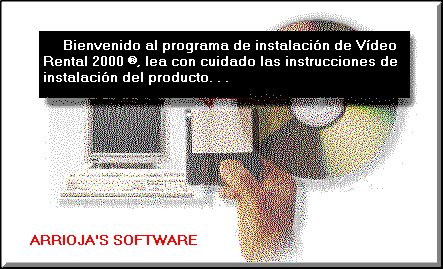 Bienvenido al programa de instalación de Vídeo
Rental 2000 ®, lea con cuidado las instrucciones de
instalación del producto. . .
ARRIOJA'S SOFTWARE